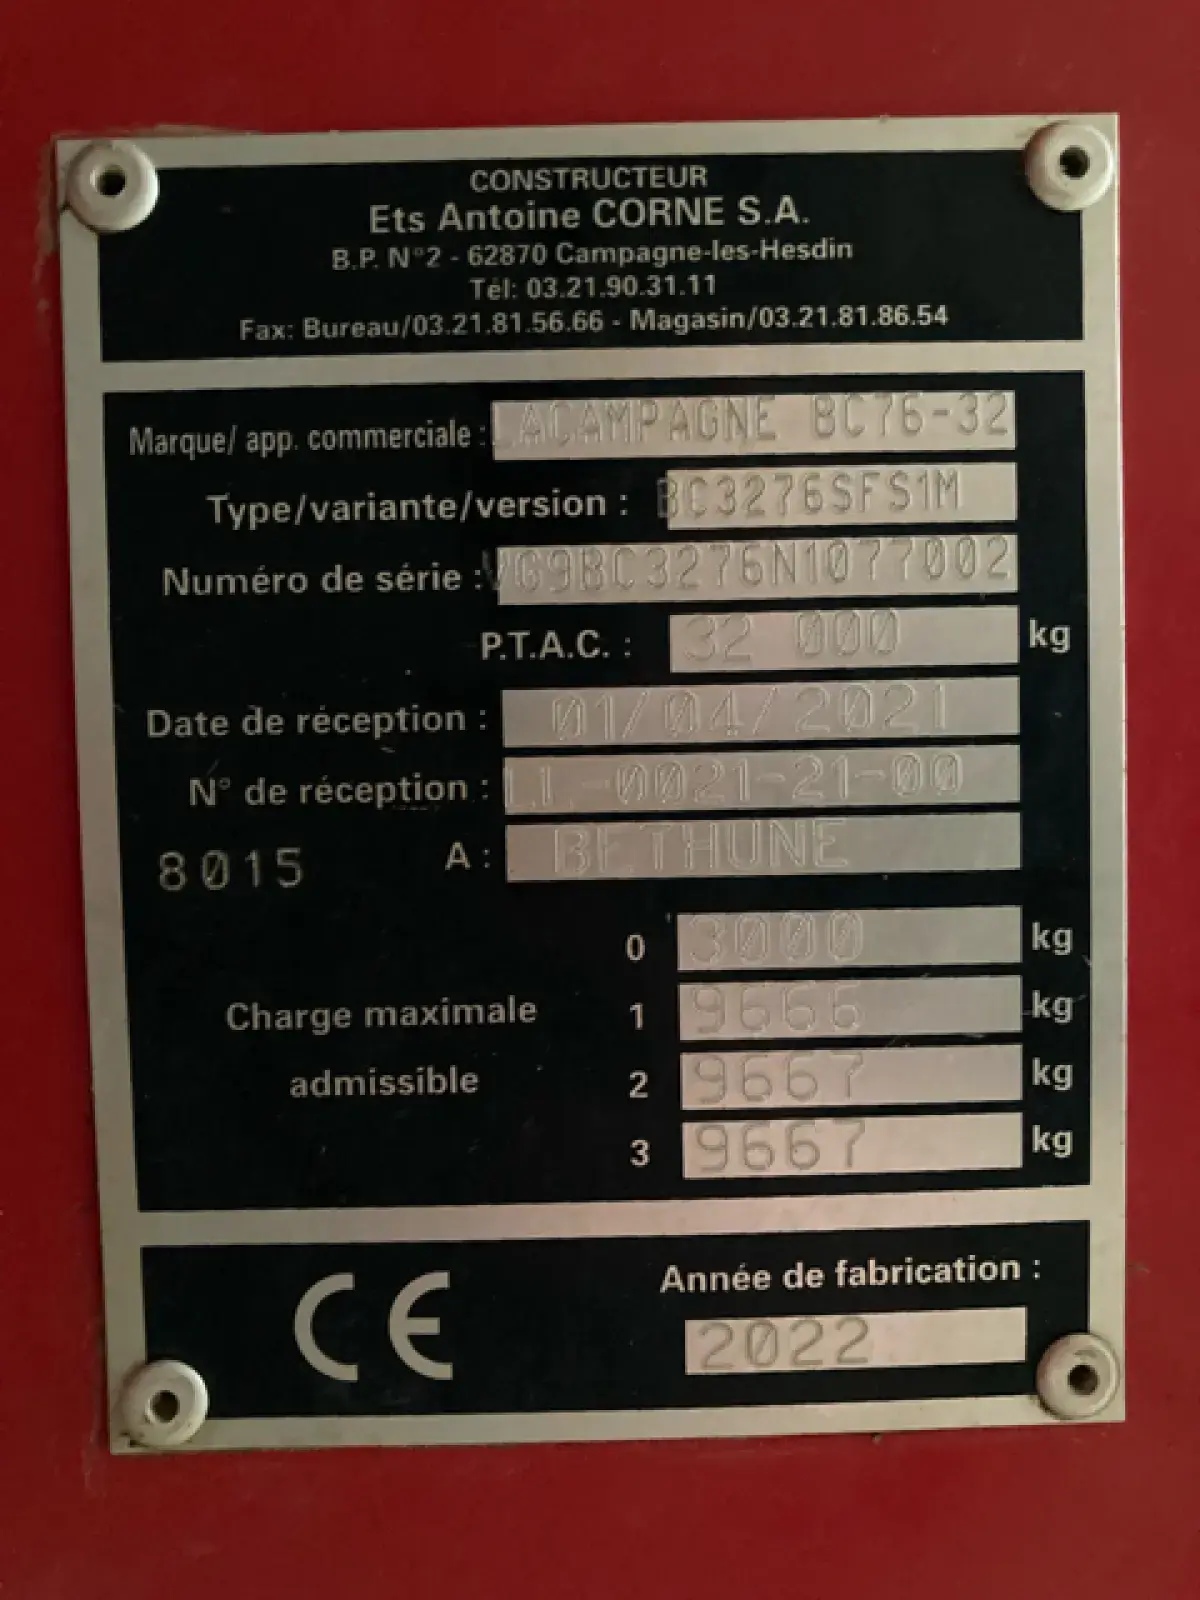 CONSTRUCTEUR
Ets Antoine CORNE S.A.
B.P. N°2 - 62870 Campagne-les-Hesdin
Tél: 03.21.90.31.11
Fax: Bureau/03.21.81.56.66 - Magasin/03.21.81.86.54
Marque/ app. commerciale : LACAMPAGNE BC76-32
Type/variante/version : BC3276SFS1M
Numéro de série : VG9BC3276N1077002
P.T.A.C. : 32 000 kg
Date de réception : 01/04/2021
N° de réception : LL-0021-21-00
8015 A : BETHUNE
0 3000 kg
Charge maximale 1 9666 kg
admissible 2 9667 kg
3 9667 kg
CE Année de fabrication :
2022